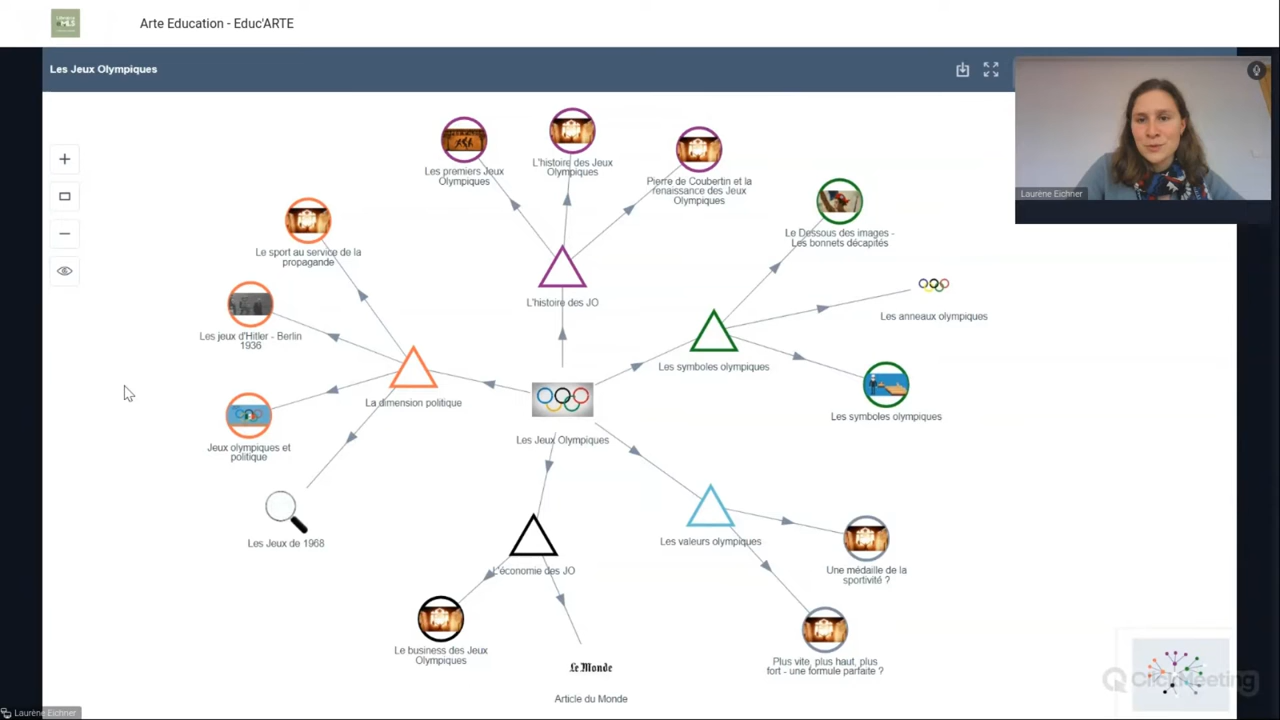 Arte Education - Educ'ARTE
Les Jeux Olympiques
Laurène Eichner
Les premiers Jeux
Olympiques
L'histoire des Jeux
Olympiques
Pierre de Coubertin et la
renaissance des Jeux
Olympiques
Le Dessous des images -
Les bonnets décapités
Le sport au service de la
propagande
L'histoire des JO
Les anneaux olympiques
Les jeux d'Hitler - Berlin
1936
Les symboles olympiques
La dimension politique
Les symboles olympiques
Les Jeux Olympiques
Jeux olympiques et
politique
Les Jeux de 1968
Les valeurs olympiques
L'économie des JO
Une médaille de la
sportivité ?
Le business des Jeux
Olympiques
Le Monde
Article du Monde
Plus vite, plus haut, plus
fort - une formule parfaite ?
ClickMeeting
Laurène Eichner